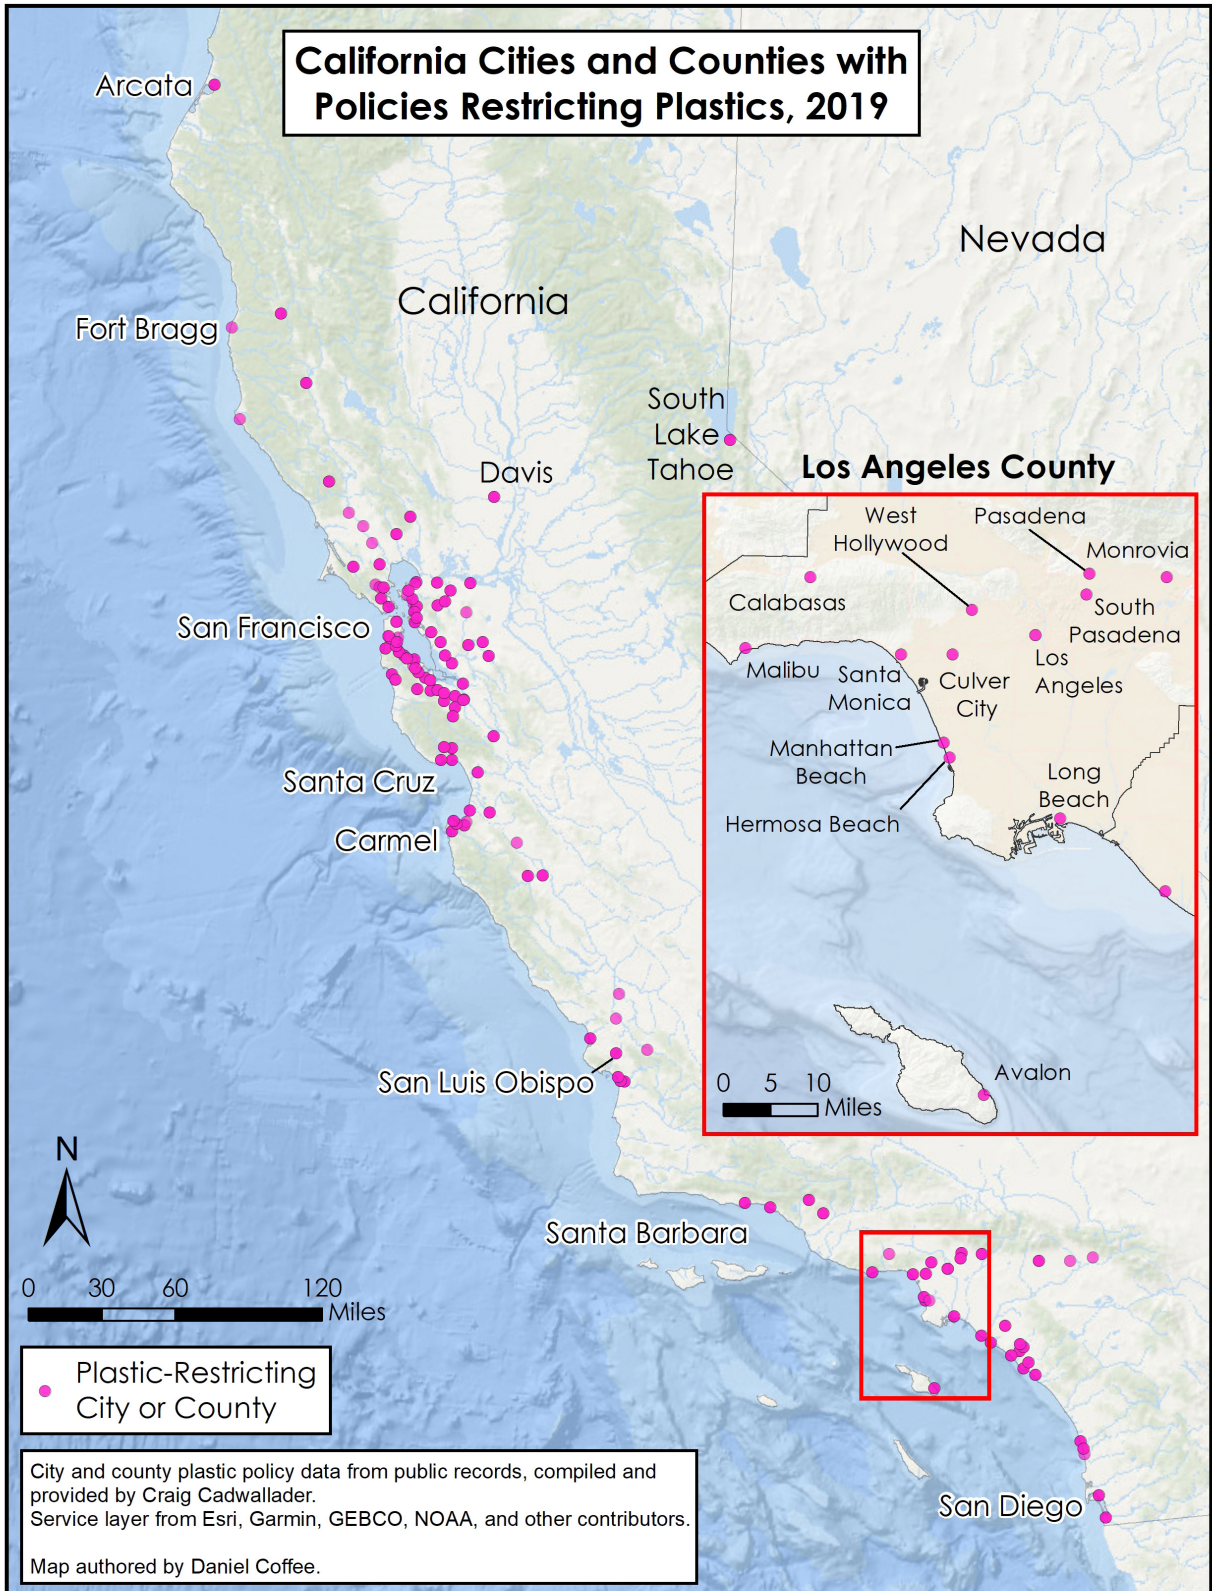 California Cities and Counties with
Policies Restricting Plastics, 2019
Arcata
Nevada
California
Fort Bragg
South
Lake
Tahoe
Davis
San Francisco
Santa Cruz
Carmel
San Luis Obispo
Santa Barbara
San Diego
Los Angeles County
West
Hollywood
Pasadena
Monrovia
Calabasas
South
Pasadena
Malibu
Santa
Monica
Culver
City
Los
Angeles
Manhattan
Beach
Hermosa Beach
Long
Beach
Avalon
0 5 10
Miles
N
0 30 60 120
Miles
Plastic-Restricting
City or County
City and county plastic policy data from public records, compiled and
provided by Craig Cadwallader.
Service layer from Esri, Garmin, GEBCO, NOAA, and other contributors.
Map authored by Daniel Coffee.